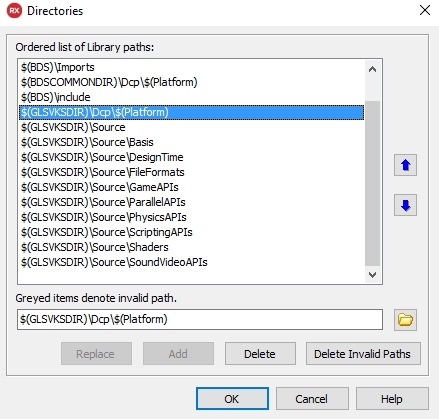 RX Directories
Ordered list of Library paths:
$(BDS)\Imports
$(BDSCOMMONDIR)\Dcp\$(Platform)
$(BDS)\include
$(GLSVKSDIR)\Dcp\$(Platform)
$(GLSVKSDIR)\Source
$(GLSVKSDIR)\Source\Basis
$(GLSVKSDIR)\Source\DesignTime
$(GLSVKSDIR)\Source\FileFormats
$(GLSVKSDIR)\Source\GameAPIs
$(GLSVKSDIR)\Source\ParallelAPIs
$(GLSVKSDIR)\Source\PhysicsAPIs
$(GLSVKSDIR)\Source\ScriptingAPIs
$(GLSVKSDIR)\Source\Shaders
$(GLSVKSDIR)\Source\SoundVideoAPIs
Greyed items denote invalid path.
$(GLSVKSDIR)\Dcp\$(Platform)
Replace Add Delete Delete Invalid Paths
OK Cancel Help